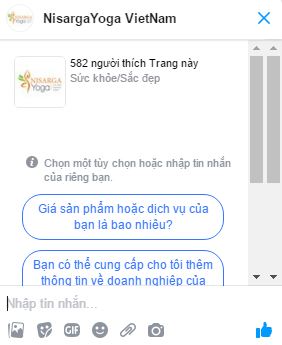 NisargaYoga VietNam
NISARGA
Yoga
582 người thích Trang này
Sức khỏe/Sắc đẹp
Chọn một tùy chọn hoặc nhập tin nhắn
của riêng bạn.
Giá sản phẩm hoặc dịch vụ của
bạn là bao nhiêu?
Bạn có thể cung cấp cho tôi thêm
thông tin về doanh nghiệp của
Nhập tin nhắn...
GIF